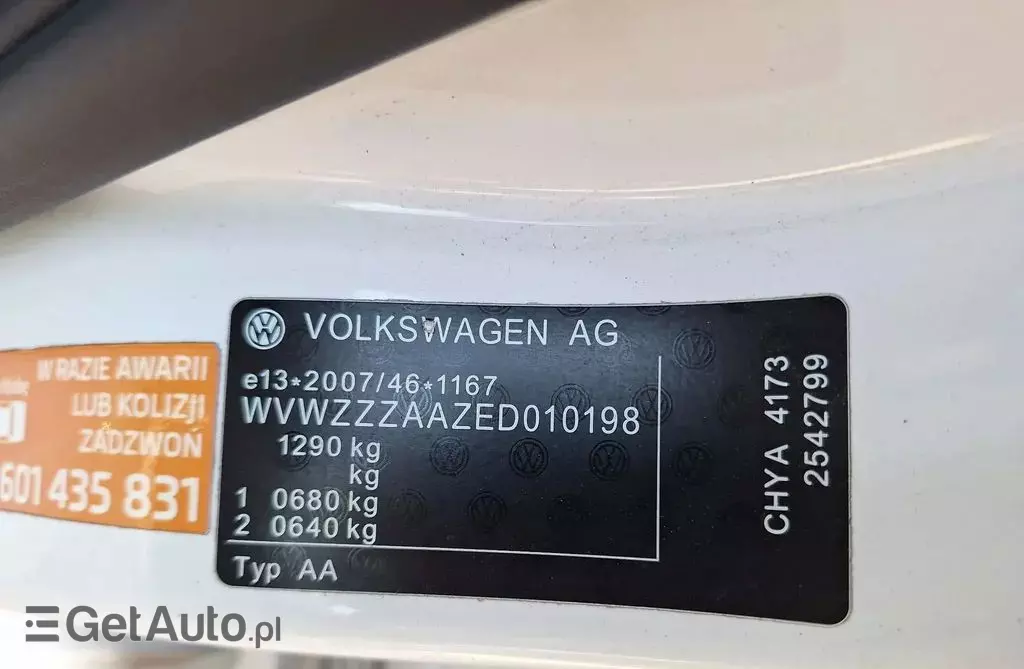 VOLKSWAGEN AG
e13*2007/46*1167
WVWZZZAAZED010198
1290 kg
kg
1 0680 kg
2 0640 kg
Typ AA
CHYA 4173
2542799
W RAZIE AWARII
LUB KOLIZJI
ZADZWOŃ
601 435 831
GetAuto.pl